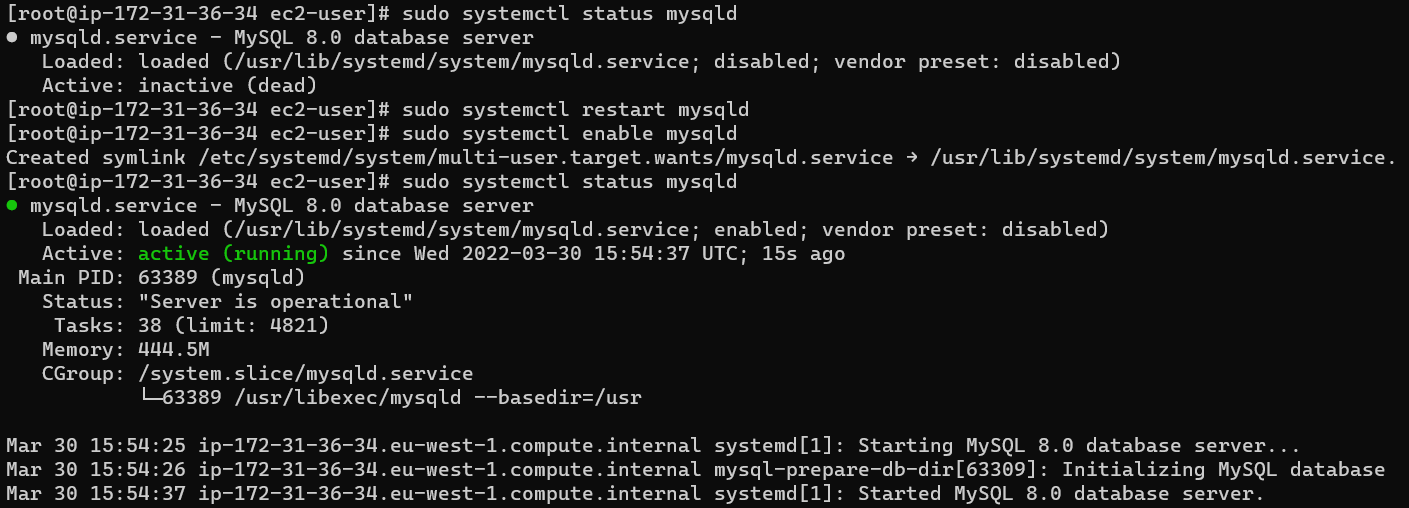 [root@ip-172-31-36-34 ec2-user]# sudo systemctl status mysqld
● mysqld.service - MySQL 8.0 database server
   Loaded: loaded (/usr/lib/systemd/system/mysqld.service; disabled; vendor preset: disabled)
   Active: inactive (dead)
[root@ip-172-31-36-34 ec2-user]# sudo systemctl restart mysqld
[root@ip-172-31-36-34 ec2-user]# sudo systemctl enable mysqld
Created symlink /etc/systemd/system/multi-user.target.wants/mysqld.service → /usr/lib/systemd/system/mysqld.service.
[root@ip-172-31-36-34 ec2-user]# sudo systemctl status mysqld
● mysqld.service - MySQL 8.0 database server
   Loaded: loaded (/usr/lib/systemd/system/mysqld.service; enabled; vendor preset: disabled)
   Active: active (running) since Wed 2022-03-30 15:54:37 UTC; 15s ago
 Main PID: 63389 (mysqld)
   Status: "Server is operational"
    Tasks: 38 (limit: 4821)
   Memory: 444.5M
   CGroup: /system.slice/mysqld.service
           └─63389 /usr/libexec/mysqld --basedir=/usr

Mar 30 15:54:25 ip-172-31-36-34.eu-west-1.compute.internal systemd[1]: Starting MySQL 8.0 database server...
Mar 30 15:54:26 ip-172-31-36-34.eu-west-1.compute.internal mysql-prepare-db-dir[63309]: Initializing MySQL database
Mar 30 15:54:37 ip-172-31-36-34.eu-west-1.compute.internal systemd[1]: Started MySQL 8.0 database server.